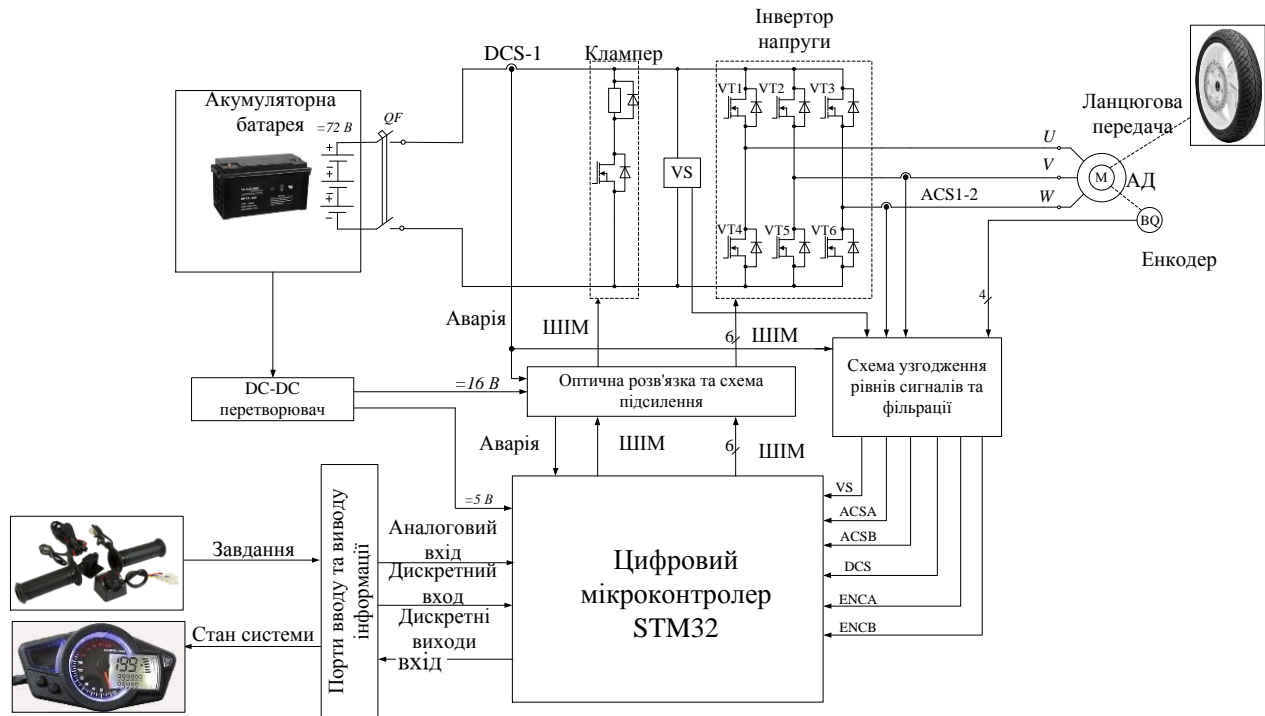 Інвертор
напруги
DCS-1
Клампер
Акумуляторна
батарея
=72 В
QF
VT1
VT2
VT3
VS
Ланцюгова
передача
U
V
W
M
АД
ACS1-2
BQ
Енкодер
VT4
VT5
VT6
4
Аварія
ШІМ
6
ШІМ
DC-DC
перетворювач
=16 В
Оптична розв'язка та схема
підсилення
Схема узгодження
рівнів сигналів та
фільрації
Аварія
ШІМ
6
ШІМ
=5 В
VS
ACSA
ACSB
DCS
ENCA
ENCB
Цифровий
мікроконтролер
STM32
Порти вводу та виводу
інформації
Завдання
Стан системи
Аналоговий
вхід
Дискретний
вход
Дискретні
виходи
вхід
199